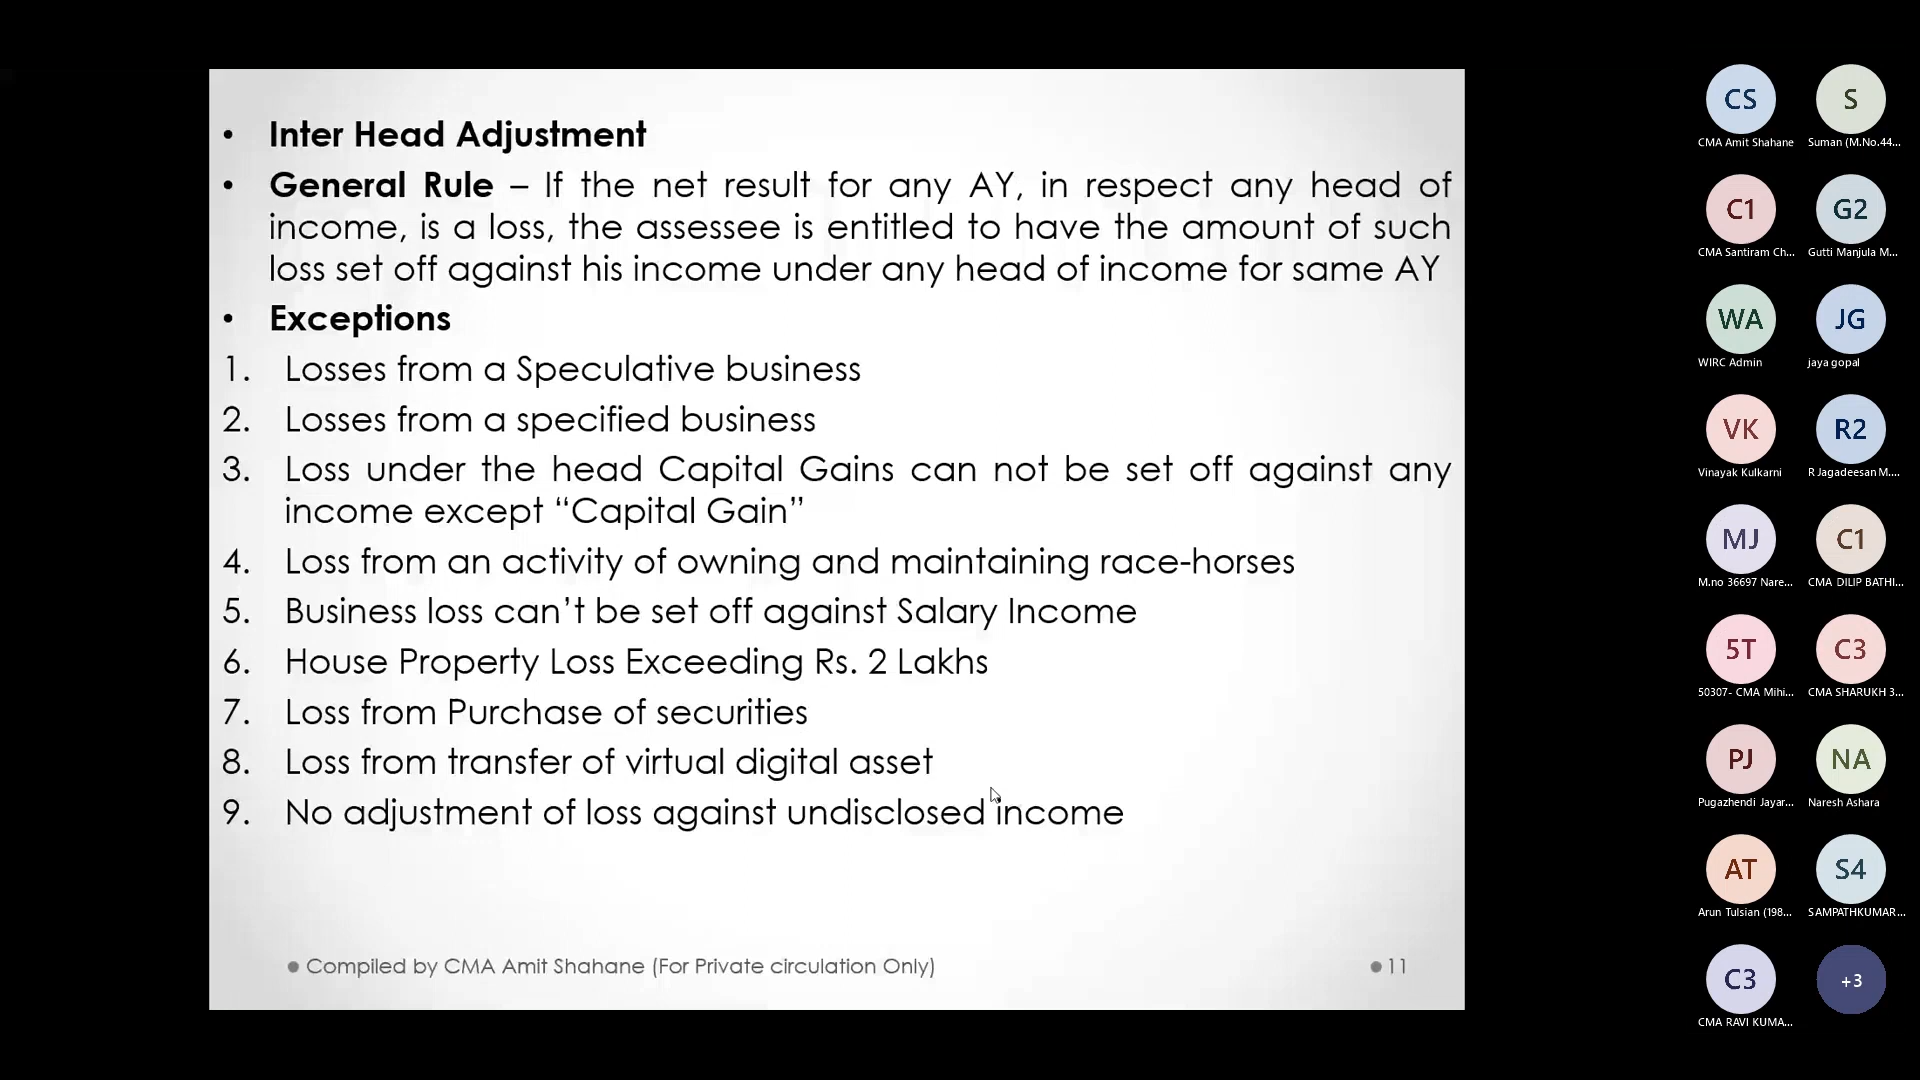 • Inter Head Adjustment
• General Rule – If the net result for any AY, in respect any head of
income, is a loss, the assessee is entitled to have the amount of such
loss set off against his income under any head of income for same AY
• Exceptions
1. Losses from a Speculative business
2. Losses from a specified business
3. Loss under the head Capital Gains can not be set off against any
income except “Capital Gain”
4. Loss from an activity of owning and maintaining race-horses
5. Business loss can’t be set off against Salary Income
6. House Property Loss Exceeding Rs. 2 Lakhs
7. Loss from Purchase of securities
8. Loss from transfer of virtual digital asset
9. No adjustment of loss against undisclosed income
• Compiled by CMA Amit Shahane (For Private circulation Only)
• 11
CS
CMA Amit Shahane
S
Suman (M.No.44...
C1
CMA Santiram Ch...
G2
Gutti Manjula M...
WA
WIRC Admin
JG
jaya gopal
VK
Vinayak Kulkarni
R2
R Jagadeesan M....
MJ
M.no 36697 Nare...
C1
CMA DILIP BATHI...
5T
50307- CMA Mihi...
C3
CMA SHARUKH 3...
PJ
Pugazhendi Jayar...
NA
Naresh Ashara
AT
Arun Tulsian (198...
S4
SAMPATHKUMAR...
C3
CMA RAVI KUMA...
+3